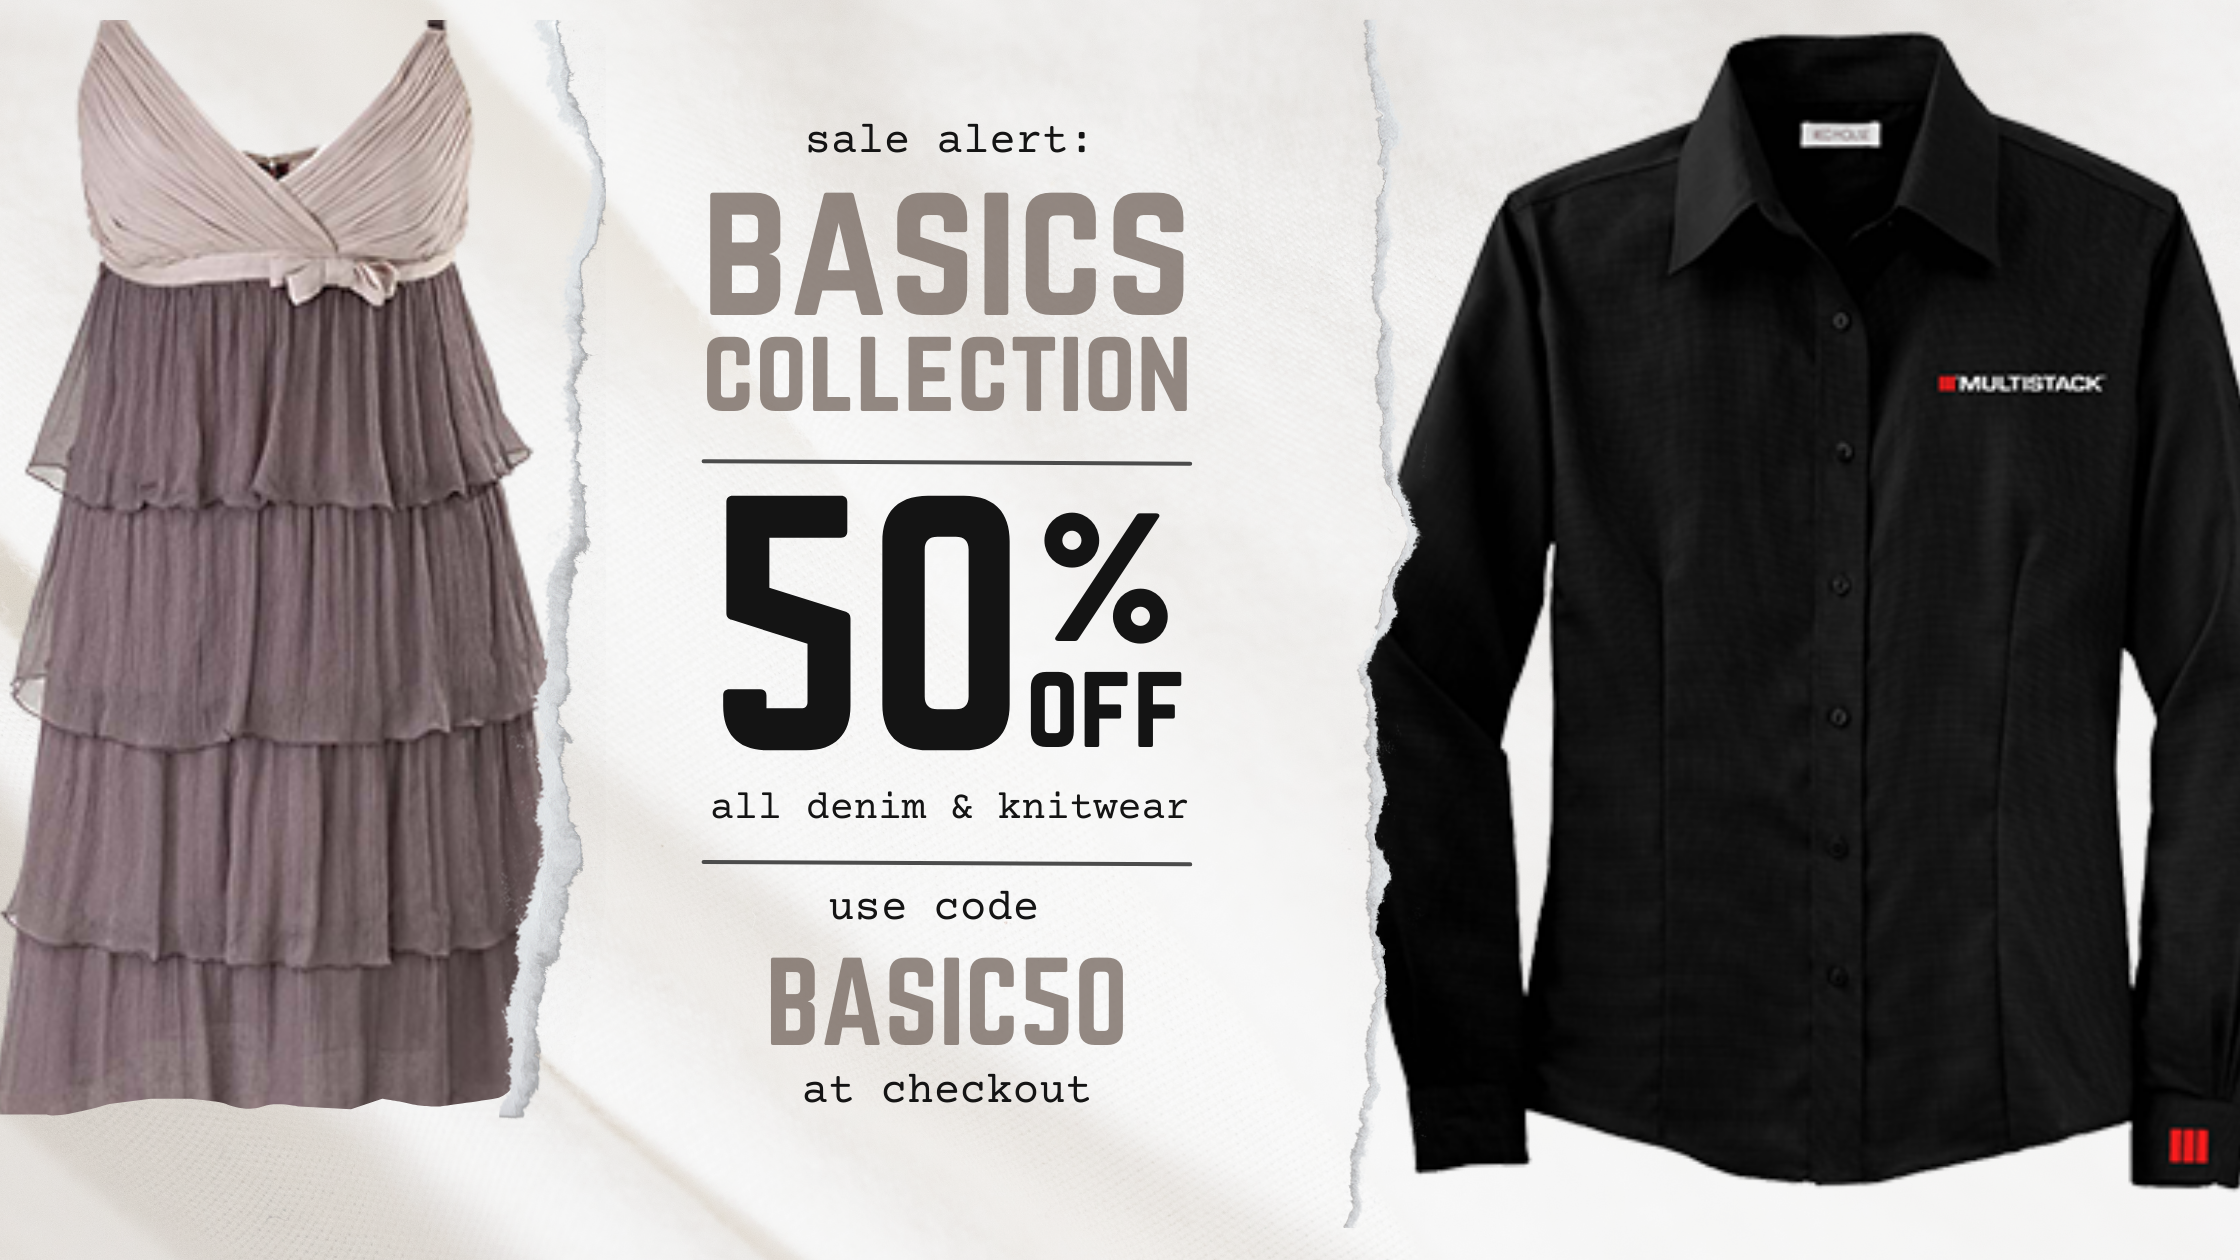 sale alert:
BASICS
COLLECTION
50%
OFF
all denim & knitwear
use code
BASIC50
at checkout
MULTISTACK